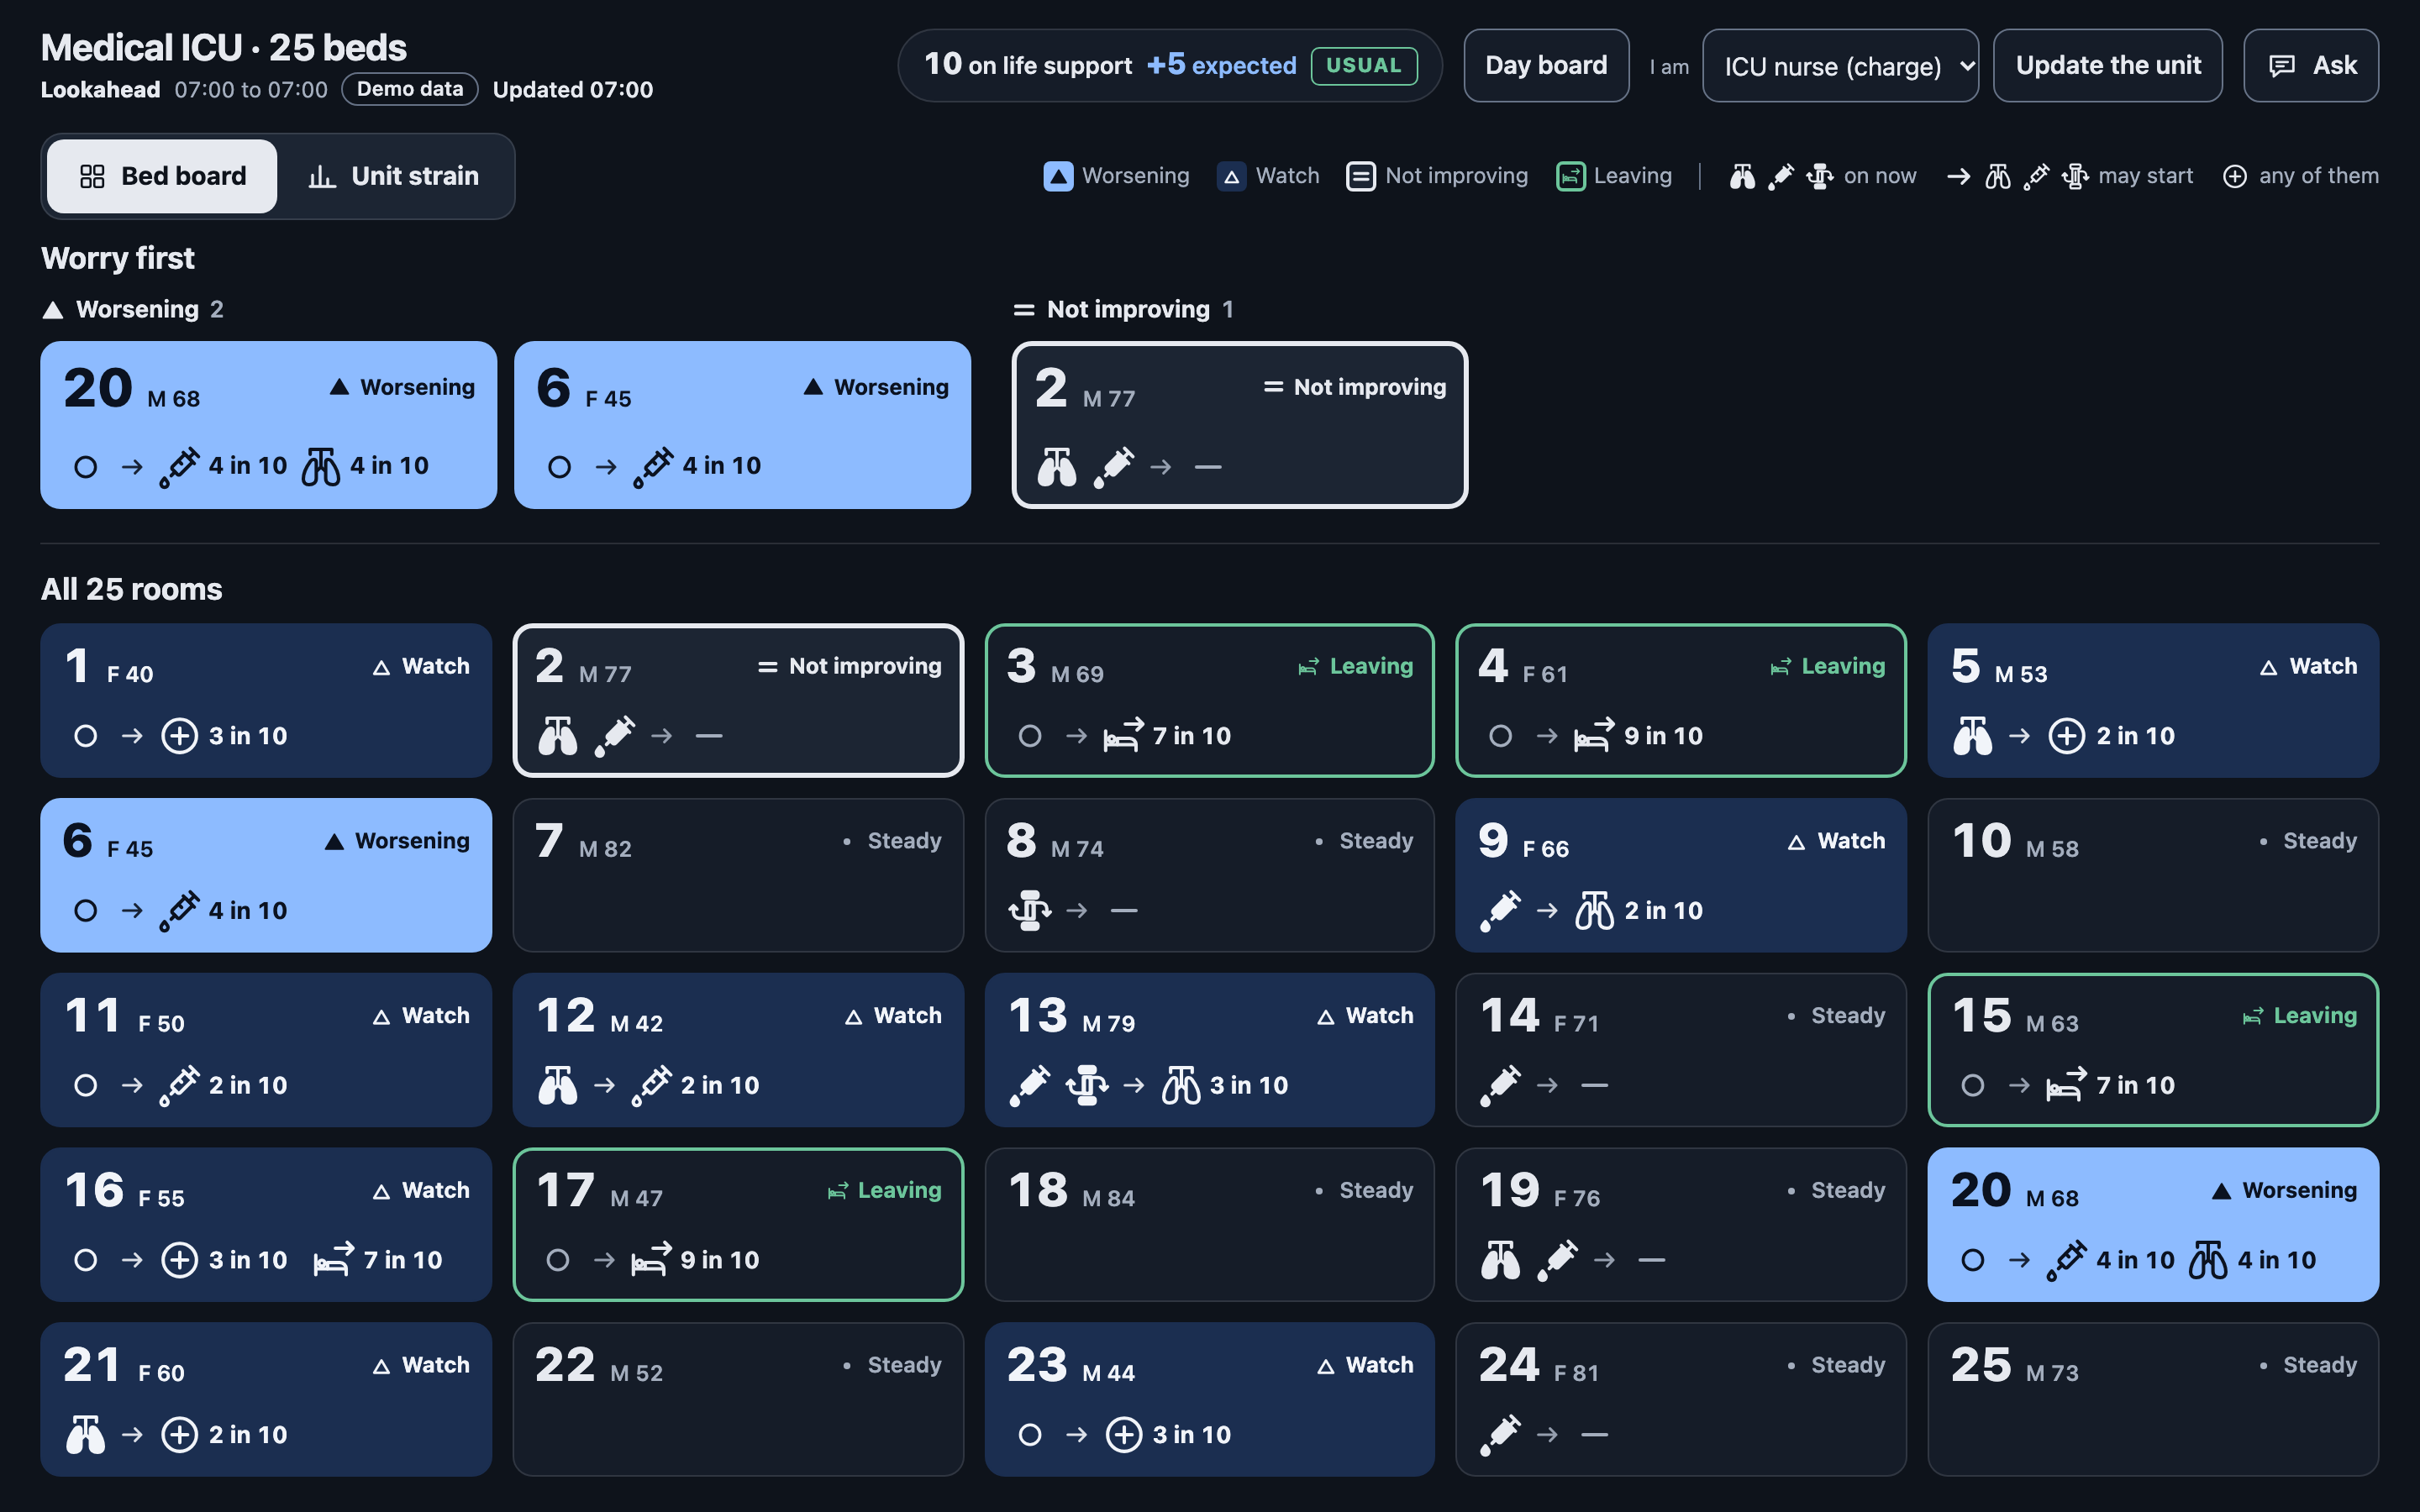 Medical ICU · 25 beds
Lookahead 07:00 to 07:00 Demo data Updated 07:00
10 on life support +5 expected USUAL
Day board
I am ICU nurse (charge)
Update the unit
Ask
Bed board
Unit strain
Worsening Watch Not improving Leaving on now → may start any of them
Worry first
Worsening 2
Not improving 1
20 M 68 Worsening
→ 4 in 10 4 in 10
6 F 45 Worsening
→ 4 in 10
2 M 77 Not improving
→ —
All 25 rooms
1 F 40 Watch
→ 3 in 10
2 M 77 Not improving
→ —
3 M 69 Leaving
→ 7 in 10
4 F 61 Leaving
→ 9 in 10
5 M 53 Watch
→ 2 in 10
6 F 45 Worsening
→ 4 in 10
7 M 82 · Steady
8 M 74 · Steady
→ —
9 F 66 Watch
→ 2 in 10
10 M 58 · Steady
11 F 50 Watch
→ 2 in 10
12 M 42 Watch
→ 2 in 10
13 M 79 Watch
→ 3 in 10
14 F 71 · Steady
→ —
15 M 63 Leaving
→ 7 in 10
16 F 55 Watch
→ 3 in 10 7 in 10
17 M 47 Leaving
→ 9 in 10
18 M 84 · Steady
19 F 76 · Steady
→ —
20 M 68 Worsening
→ 4 in 10 4 in 10
21 F 60 Watch
→ 2 in 10
22 M 52 · Steady
23 M 44 Watch
→ 3 in 10
24 F 81 · Steady
→ —
25 M 73 · Steady